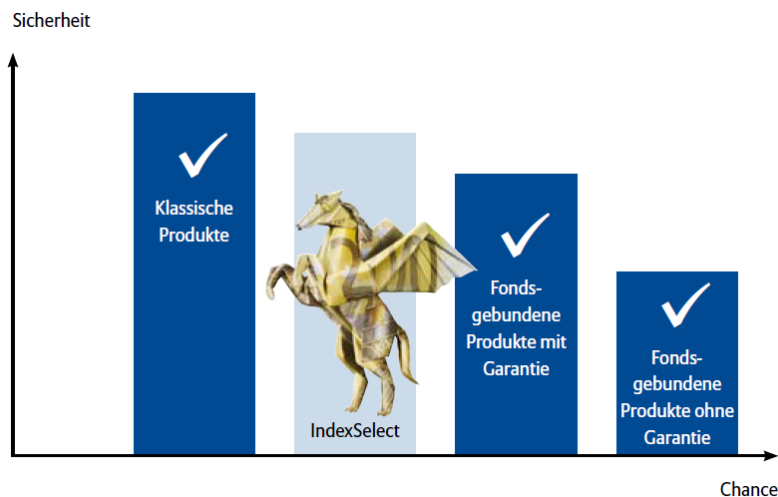 Sicherheit
Klassische
Produkte
IndexSelect
Fonds-
gebundene
Produkte mit
Garantie
Fonds-
gebundene
Produkte ohne
Garantie
Chance